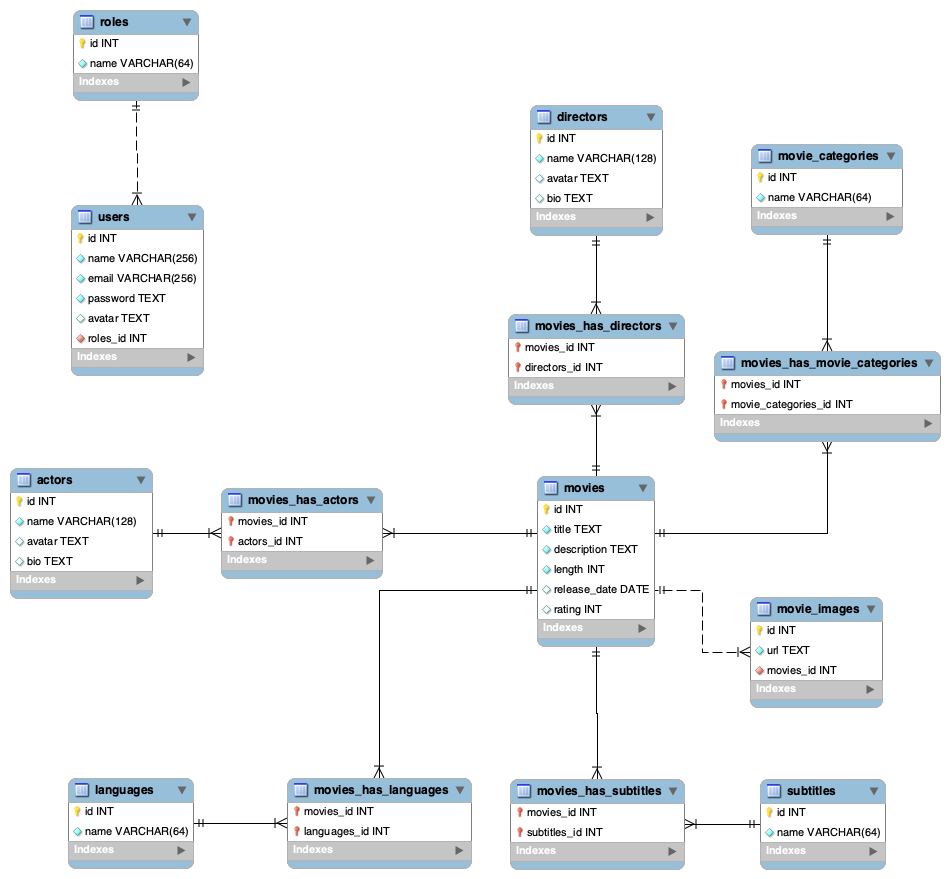 roles
id INT
name VARCHAR(64)
Indexes
users
id INT
name VARCHAR(256)
email VARCHAR(256)
password TEXT
avatar TEXT
roles_id INT
Indexes
directors
id INT
name VARCHAR(128)
avatar TEXT
bio TEXT
Indexes
movie_categories
id INT
name VARCHAR(64)
Indexes
movies_has_directors
movies_id INT
directors_id INT
Indexes
movies_has_movie_categories
movies_id INT
movie_categories_id INT
Indexes
actors
id INT
name VARCHAR(128)
avatar TEXT
bio TEXT
Indexes
movies_has_actors
movies_id INT
actors_id INT
Indexes
movies
id INT
title TEXT
description TEXT
length INT
release_date DATE
rating INT
Indexes
movie_images
id INT
url TEXT
movies_id INT
Indexes
languages
id INT
name VARCHAR(64)
Indexes
movies_has_languages
movies_id INT
languages_id INT
Indexes
movies_has_subtitles
movies_id INT
subtitles_id INT
Indexes
subtitles
id INT
name VARCHAR(64)
Indexes